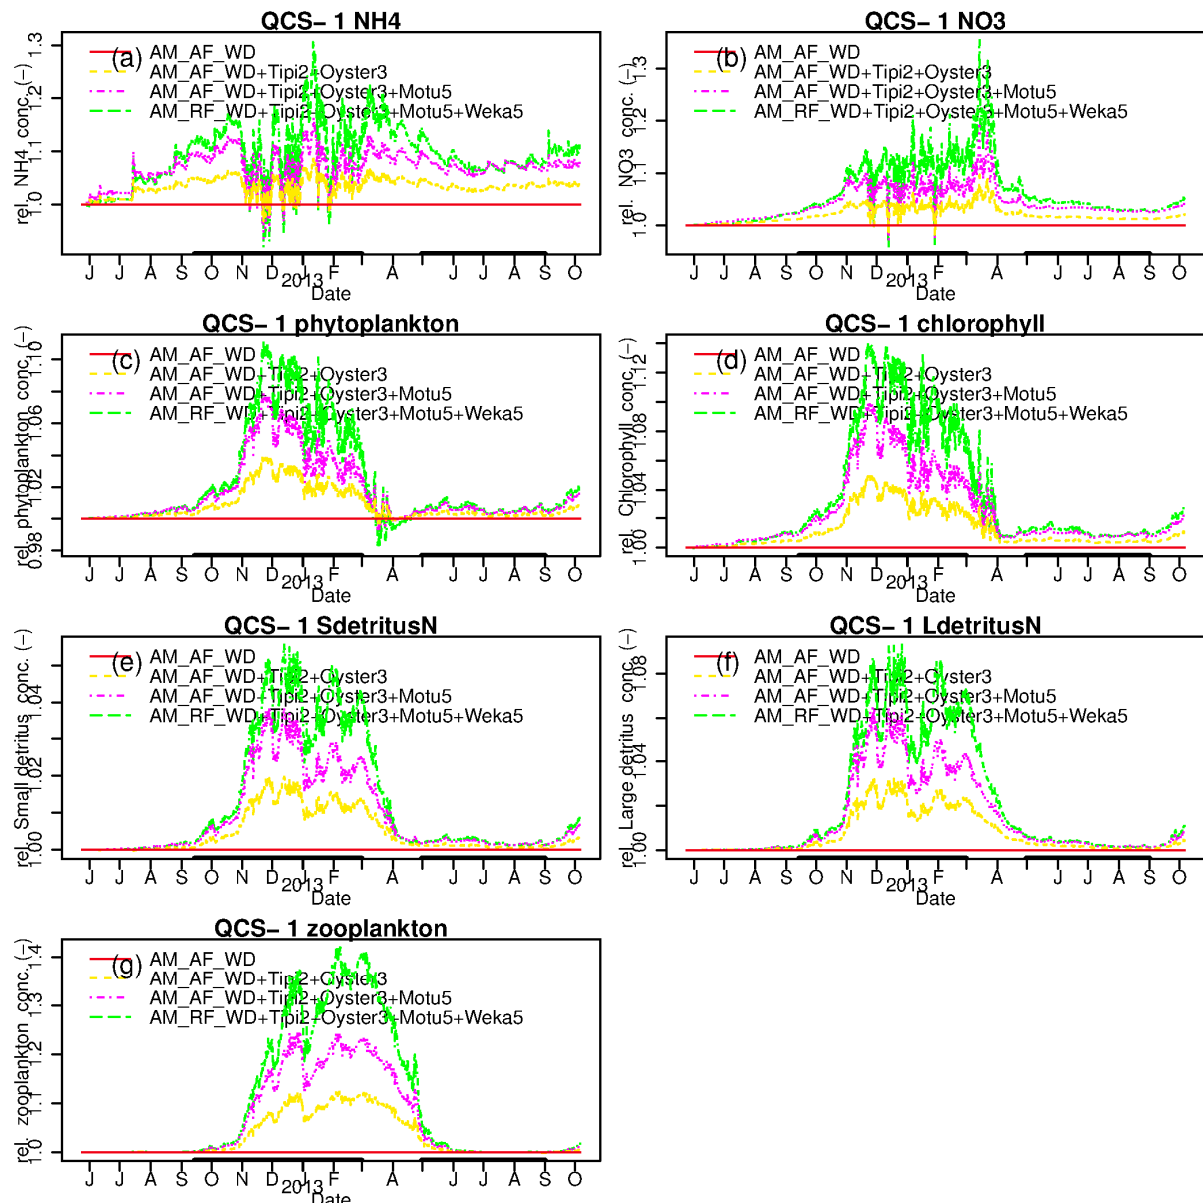 QCS− 1 NH4
(a)
AM_AF_WD
AM_AF_WD+Tipi2+Oyster3
AM_AF_WD+Tipi2+Oyster3+Motu5
AM_RF_WD+Tipi2+Oyster3+Motu5+Weka5
rel. NH4 conc. (−)
1.0 1.1 1.2 1.3
J J A S O N D J F A J J A S O
2013
Date
QCS− 1 NO3
(b)
AM_AF_WD
AM_AF_WD+Tipi2+Oyster3
AM_AF_WD+Tipi2+Oyster3+Motu5
AM_RF_WD+Tipi2+Oyster3+Motu5+Weka5
rel. NO3 conc. (−)
1.0 1.1 1.2 1.3
J J A S O N D J F A J J A S O
2013
Date
QCS− 1 phytoplankton
(c)
AM_AF_WD
AM_AF_WD+Tipi2+Oyster3
AM_AF_WD+Tipi2+Oyster3+Motu5
AM_RF_WD+Tipi2+Oyster3+Motu5+Weka5
rel. phytoplankton conc. (−)
0.98 1.02 1.06 1.10
J J A S O N D J F A J J A S O
2013
Date
QCS− 1 chlorophyll
(d)
AM_AF_WD
AM_AF_WD+Tipi2+Oyster3
AM_AF_WD+Tipi2+Oyster3+Motu5
AM_RF_WD+Tipi2+Oyster3+Motu5+Weka5
rel. Chlorophyll conc. (−)
1.00 1.04 1.08 1.12
J J A S O N D J F A J J A S O
2013
Date
QCS− 1 SdetritusN
(e)
AM_AF_WD
AM_AF_WD+Tipi2+Oyster3
AM_AF_WD+Tipi2+Oyster3+Motu5
AM_RF_WD+Tipi2+Oyster3+Motu5+Weka5
rel. Small detritus conc. (−)
1.00 1.02 1.04
J J A S O N D J F A J J A S O
2013
Date
QCS− 1 LdetritusN
(f)
AM_AF_WD
AM_AF_WD+Tipi2+Oyster3
AM_AF_WD+Tipi2+Oyster3+Motu5
AM_RF_WD+Tipi2+Oyster3+Motu5+Weka5
rel. Large detritus conc. (−)
1.00 1.04 1.08
J J A S O N D J F A J J A S O
2013
Date
QCS− 1 zooplankton
(g)
AM_AF_WD
AM_AF_WD+Tipi2+Oyster3
AM_AF_WD+Tipi2+Oyster3+Motu5
AM_RF_WD+Tipi2+Oyster3+Motu5+Weka5
rel. zooplankton conc. (−)
1.0 1.1 1.2 1.3 1.4
J J A S O N D J F A J J A S O
2013
Date